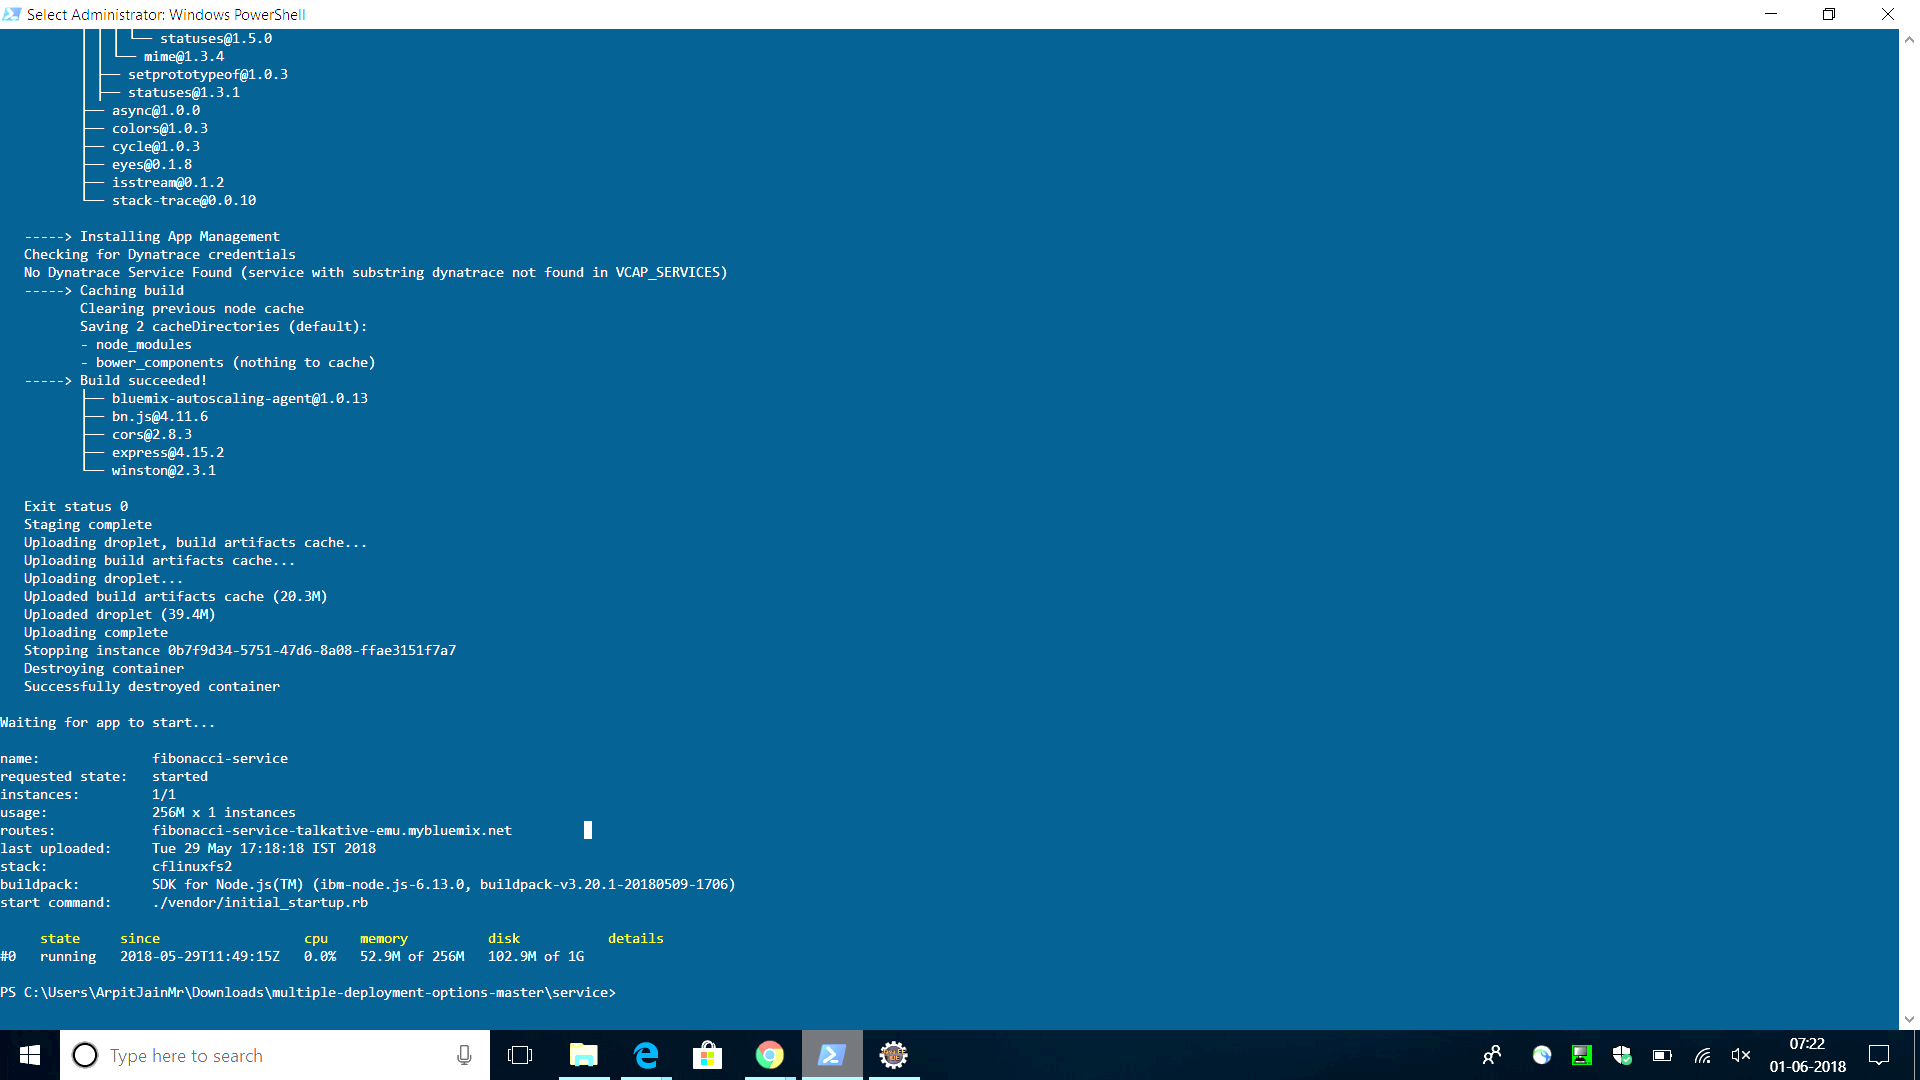 Select Administrator: Windows PowerShell
│ │ │ └── statuses@1.5.0
│ │ └── mime@1.3.4
│ ├── setprototypeof@1.0.3
│ ├── statuses@1.3.1
├── async@1.0.0
├── colors@1.0.3
├── cycle@1.0.3
├── eyes@0.1.8
├── isstream@0.1.2
└── stack-trace@0.0.10
-----> Installing App Management
Checking for Dynatrace credentials
No Dynatrace Service Found (service with substring dynatrace not found in VCAP_SERVICES)
-----> Caching build
Clearing previous node cache
Saving 2 cacheDirectories (default):
- node_modules
- bower_components (nothing to cache)
-----> Build succeeded!
├── bluemix-autoscaling-agent@1.0.13
├── bn.js@4.11.6
├── cors@2.8.3
├── express@4.15.2
└── winston@2.3.1
Exit status 0
Staging complete
Uploading droplet, build artifacts cache...
Uploading build artifacts cache...
Uploading droplet...
Uploaded build artifacts cache (20.3M)
Uploaded droplet (39.4M)
Uploading complete
Stopping instance 0b7f9d34-5751-47d6-8a08-ffae3151f7a7
Destroying container
Successfully destroyed container
Waiting for app to start...
name: fibonacci-service
requested state: started
instances: 1/1
usage: 256M x 1 instances
routes: fibonacci-service-talkative-emu.mybluemix.net
last uploaded: Tue 29 May 17:18:18 IST 2018
stack: cflinuxfs2
buildpack: SDK for Node.js(TM) (ibm-node.js-6.13.0, buildpack-v3.20.1-20180509-1706)
start command: ./vendor/initial_startup.rb
state since cpu memory disk details
#0 running 2018-05-29T11:49:15Z 0.0% 52.9M of 256M 102.9M of 1G
PS C:\Users\ArpitJainMr\Downloads\multiple-deployment-options-master\service>
Type here to search
07:22
01-06-2018